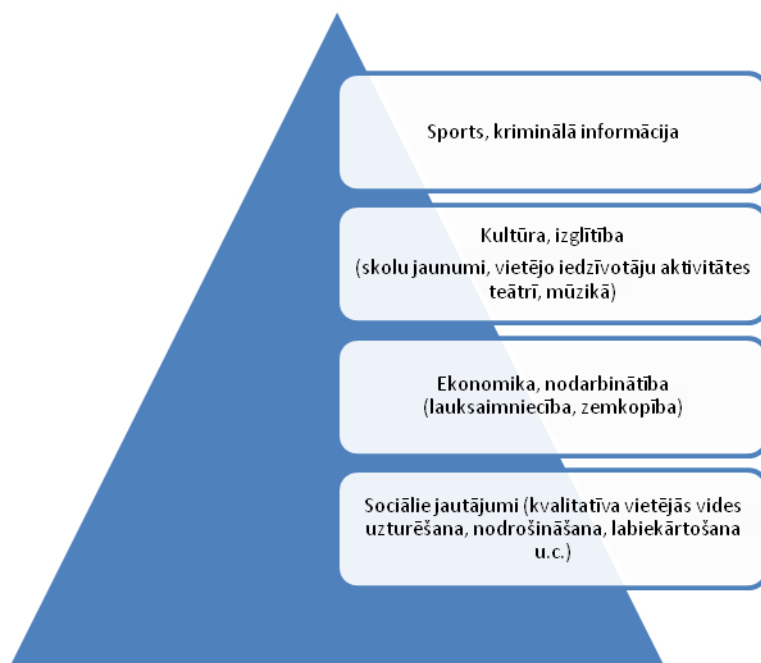 Sports, kriminālā informācija
Kultūra, izglītība
(skolu jaunumi, vietējo iedzīvotāju aktivitātes
teātrī, mūzikā)
Ekonomika, nodarbinātība
(lauksaimniecība, zemkopība)
Sociālie jautājumi (kvalitatīva vietējās vides
uzturēšana, nodrošināšana, labiekārtošana
u.c.)